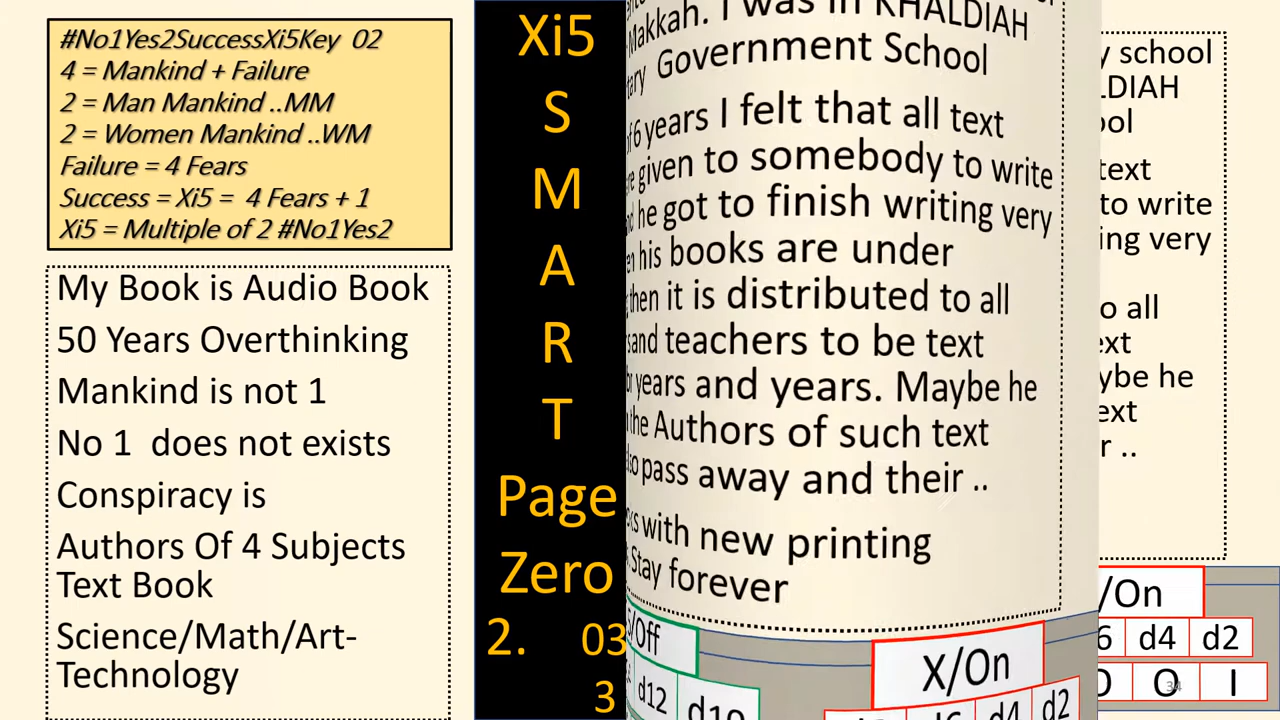 #No1Yes2SuccessXi5Key 02
4 = Mankind + Failure
2 = Man Mankind ..MM
2 = Women Mankind ..WM
Failure = 4 Fears
Success = Xi5 = 4 Fears + 1
Xi5 = Multiple of 2 #No1Yes2
My Book is Audio Book
50 Years Overthinking
Mankind is not 1
No 1 does not exists
Conspiracy is
Authors Of 4 Subjects
Text Book
Science/Math/Art-
Technology
Xi5
S
M
A
R
T
Page
Zero
2. 03
3
Makkah. I was in KHALDIAH
Government School
6 years I felt that all text
given to somebody to write
he got to finish writing very
his books are under
then it is distributed to all
and teachers to be text
years and years. Maybe he
the Authors of such text
pass away and their ..
with new printing
Stay forever
/Off
d12 d10
X/On
d6 d4 d2
school
LDIAH
ol
text
to write
ing very
o all
ext
ybe he
ext
r ..
/On
6 d4 d2
O O I
34